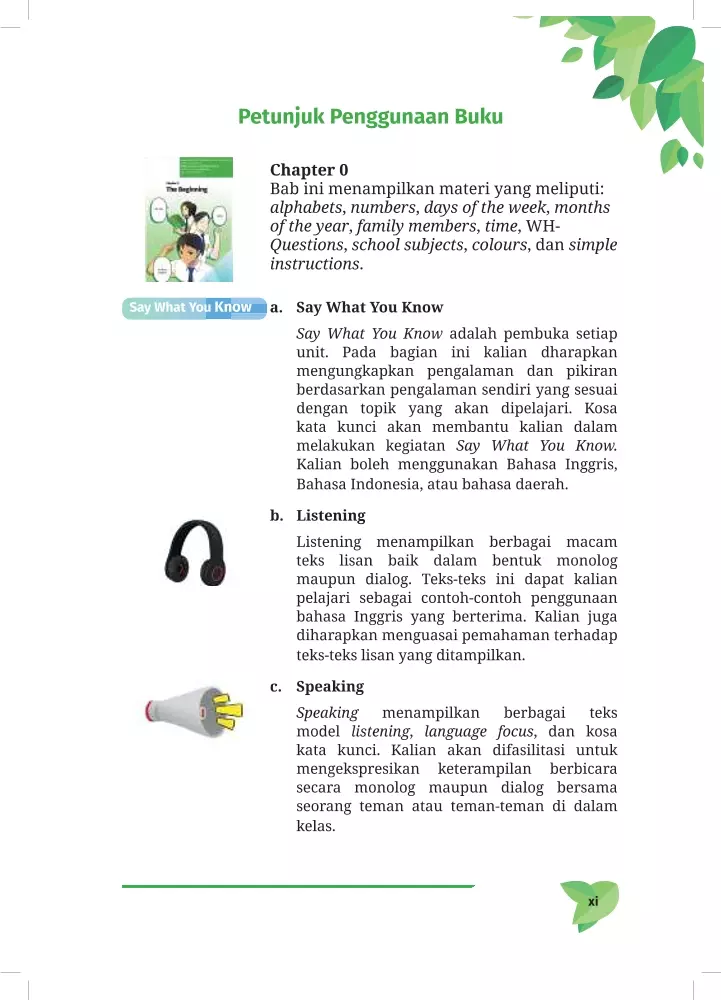 Petunjuk Penggunaan Buku
The Beginning
Chapter 0
Bab ini menampilkan materi yang meliputi:
alphabets, numbers, days of the week, months
of the year, family members, time, WH-
Questions, school subjects, colours, dan simple
instructions.
Say What You Know
a. Say What You Know
Say What You Know adalah pembuka setiap
unit. Pada bagian ini kalian dharapkan
mengungkapkan pengalaman dan pikiran
berdasarkan pengalaman sendiri yang sesuai
dengan topik yang akan dipelajari. Kosa
kata kunci akan membantu kalian dalam
melakukan kegiatan Say What You Know.
Kalian boleh menggunakan Bahasa Inggris,
Bahasa Indonesia, atau bahasa daerah.
b. Listening
Listening menampilkan berbagai macam
teks lisan baik dalam bentuk monolog
maupun dialog. Teks-teks ini dapat kalian
pelajari sebagai contoh-contoh penggunaan
bahasa Inggris yang berterima. Kalian juga
diharapkan menguasai pemahaman terhadap
teks-teks lisan yang ditampilkan.
c. Speaking
Speaking menampilkan berbagai teks
model listening, language focus, dan kosa
kata kunci. Kalian akan difasilitasi untuk
mengekspresikan keterampilan berbicara
secara monolog maupun dialog bersama
seorang teman atau teman-teman di dalam
kelas.
xi